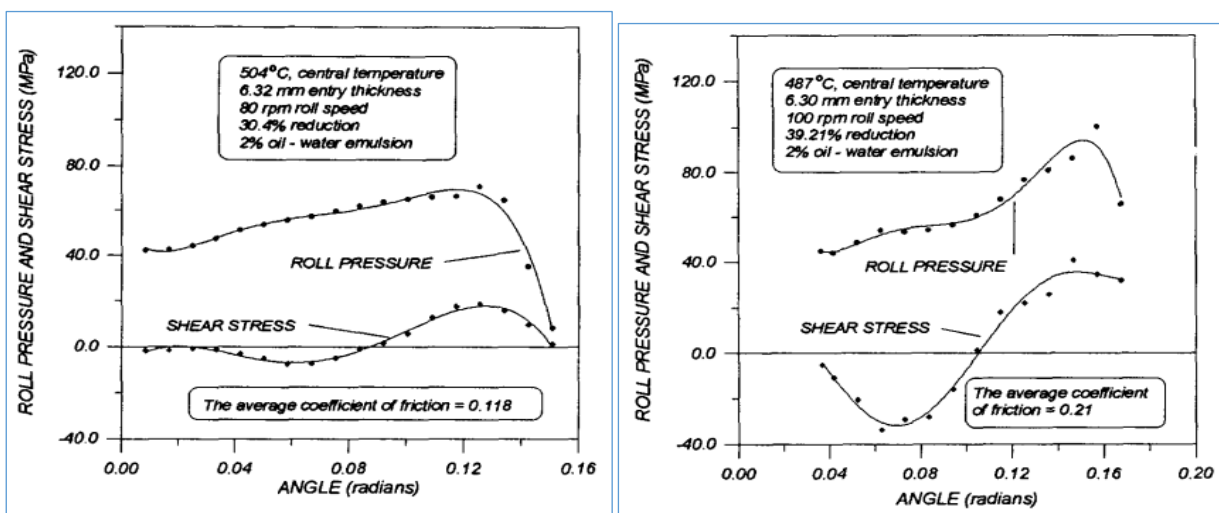 ROLL PRESSURE AND SHEAR STRESS (MPa)
120.0
80.0
40.0
0.0
-40.0
504°C, central temperature
6.32 mm entry thickness
80 rpm roll speed
30.4% reduction
2% oil - water emulsion
ROLL PRESSURE
SHEAR STRESS
The average coefficient of friction = 0.118
0.00 0.04 0.08 0.12 0.16
ANGLE (radians)
ROLL PRESSURE AND SHEAR STRESS (MPa)
120.0
80.0
40.0
0.0
-40.0
487°C, central temperature
6.30 mm entry thickness
100 rpm roll speed
39.21% reduction
2% oil - water emulsion
ROLL PRESSURE
SHEAR STRESS
The average coefficient
of friction = 0.21
0.00 0.04 0.08 0.12 0.16 0.20
ANGLE (radians)